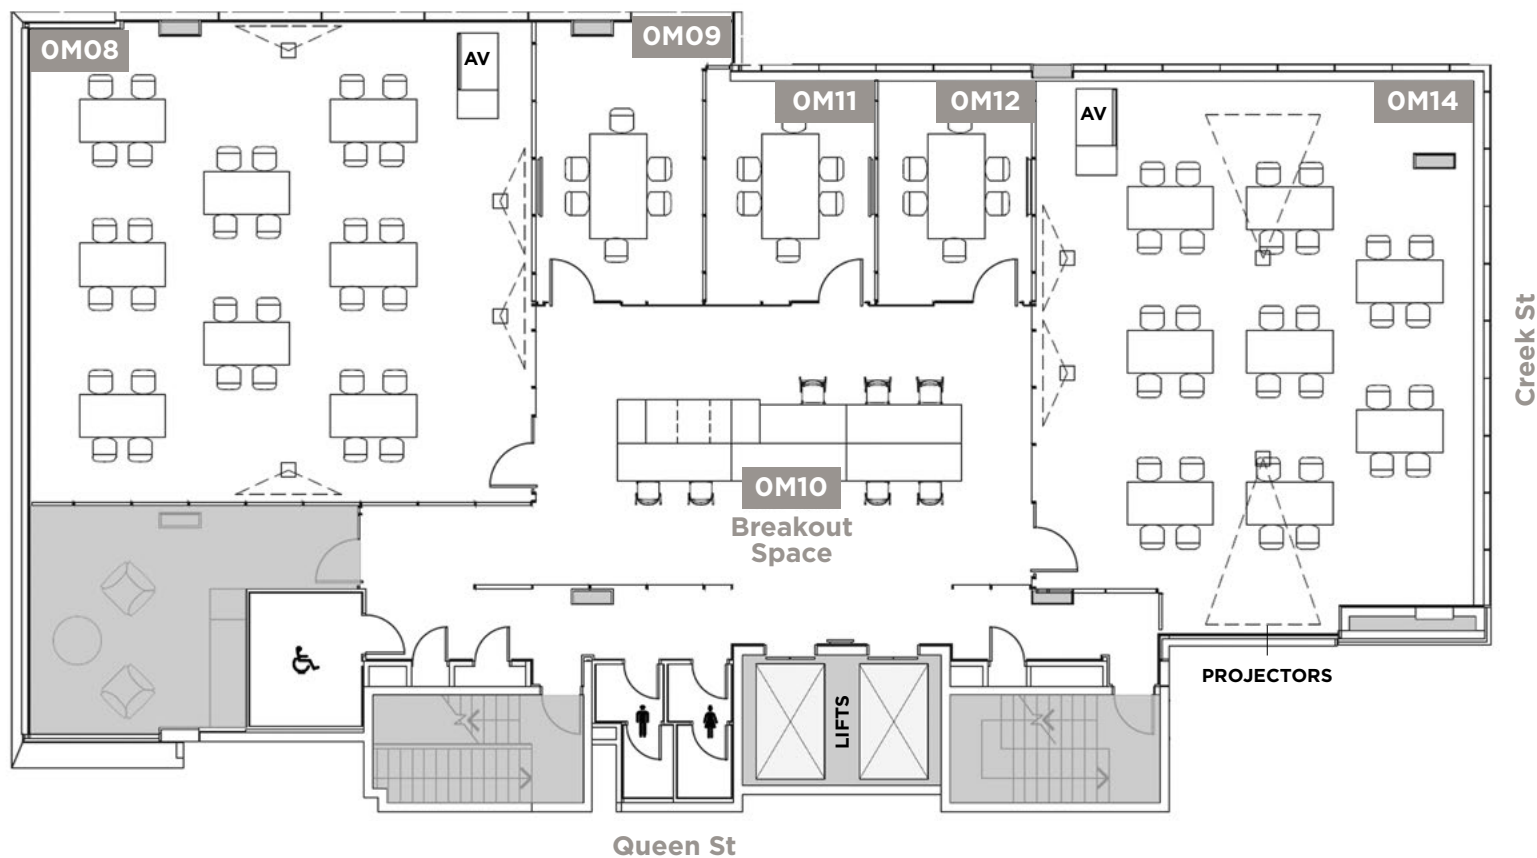 0M08
0M09
AV
0M11
0M12
AV
0M14
Creek St
0M10
Breakout
Space
PROJECTORS
LIFTS
Queen St